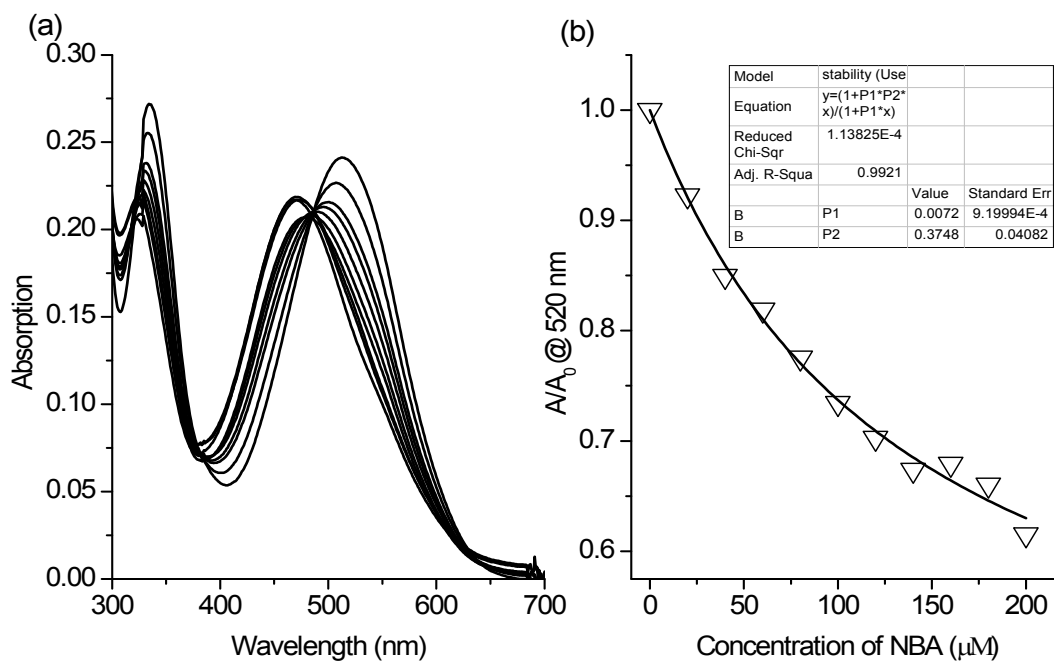 (a)
0.30
0.25
0.20
0.15
0.10
0.05
0.00
Absorption
300 400 500 600 700
Wavelength (nm)
(b)
1.0
0.9
0.8
0.7
0.6
A/A0 @ 520 nm
0 50 100 150 200
Concentration of NBA (μM)
Model stability (Use
Equation y=(1+P1*P2*
x)/(1+P1*x)
Reduced
Chi-Sqr 1.13825E-4
Adj. R-Squa 0.9921
Value Standard Err
B P1 0.0072 9.19994E-4
B P2 0.3748 0.04082